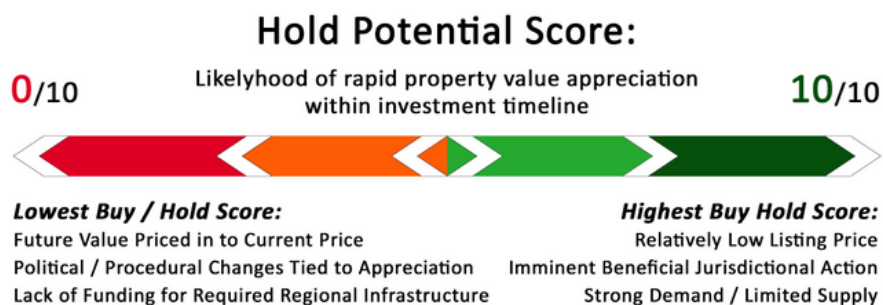 Hold Potential Score:
0/10
Likelyhood of rapid property value appreciation
within investment timeline
10/10
Lowest Buy / Hold Score:
Future Value Priced in to Current Price
Political / Procedural Changes Tied to Appreciation
Lack of Funding for Required Regional Infrastructure
Highest Buy Hold Score:
Relatively Low Listing Price
Imminent Beneficial Jurisdictional Action
Strong Demand / Limited Supply